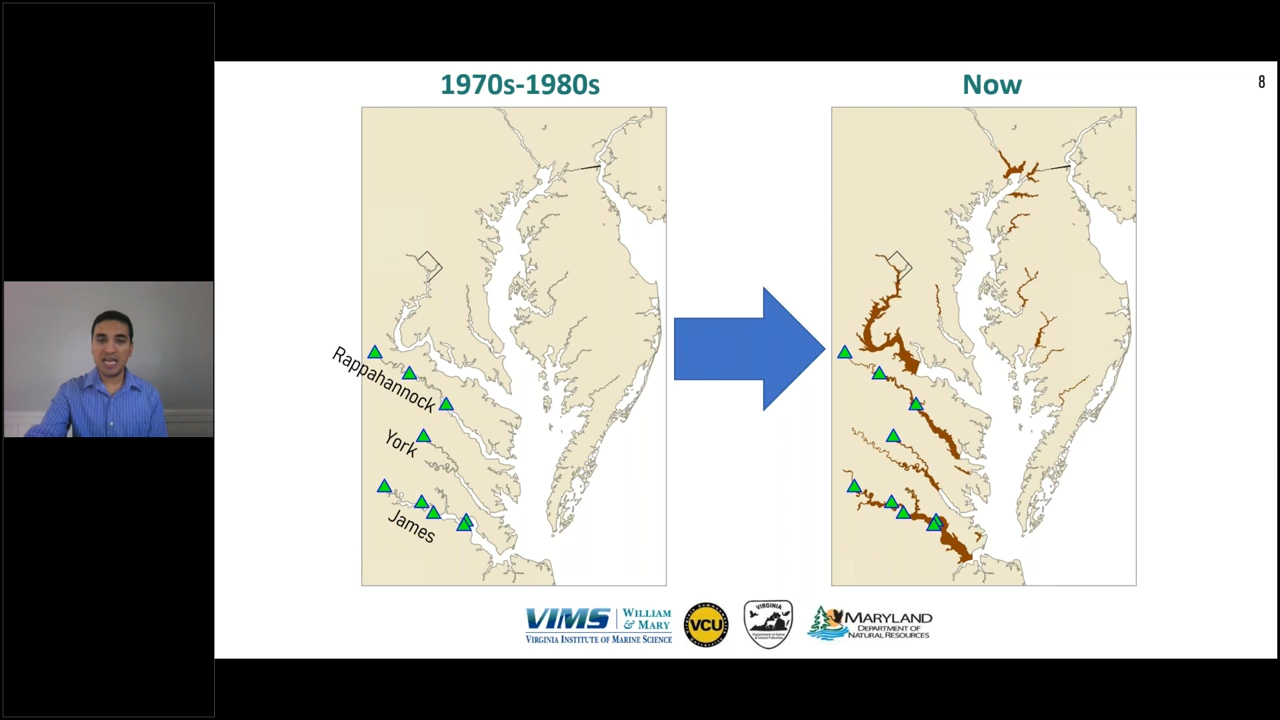 1970s-1980s
Now
8
Rappahannock
York
James
VIMS
WILLIAM
& MARY
VIRGINIA INSTITUTE OF MARINE SCIENCE
VCU
VIRGINIA
MARYLAND
DEPARTMENT OF
NATURAL RESOURCES